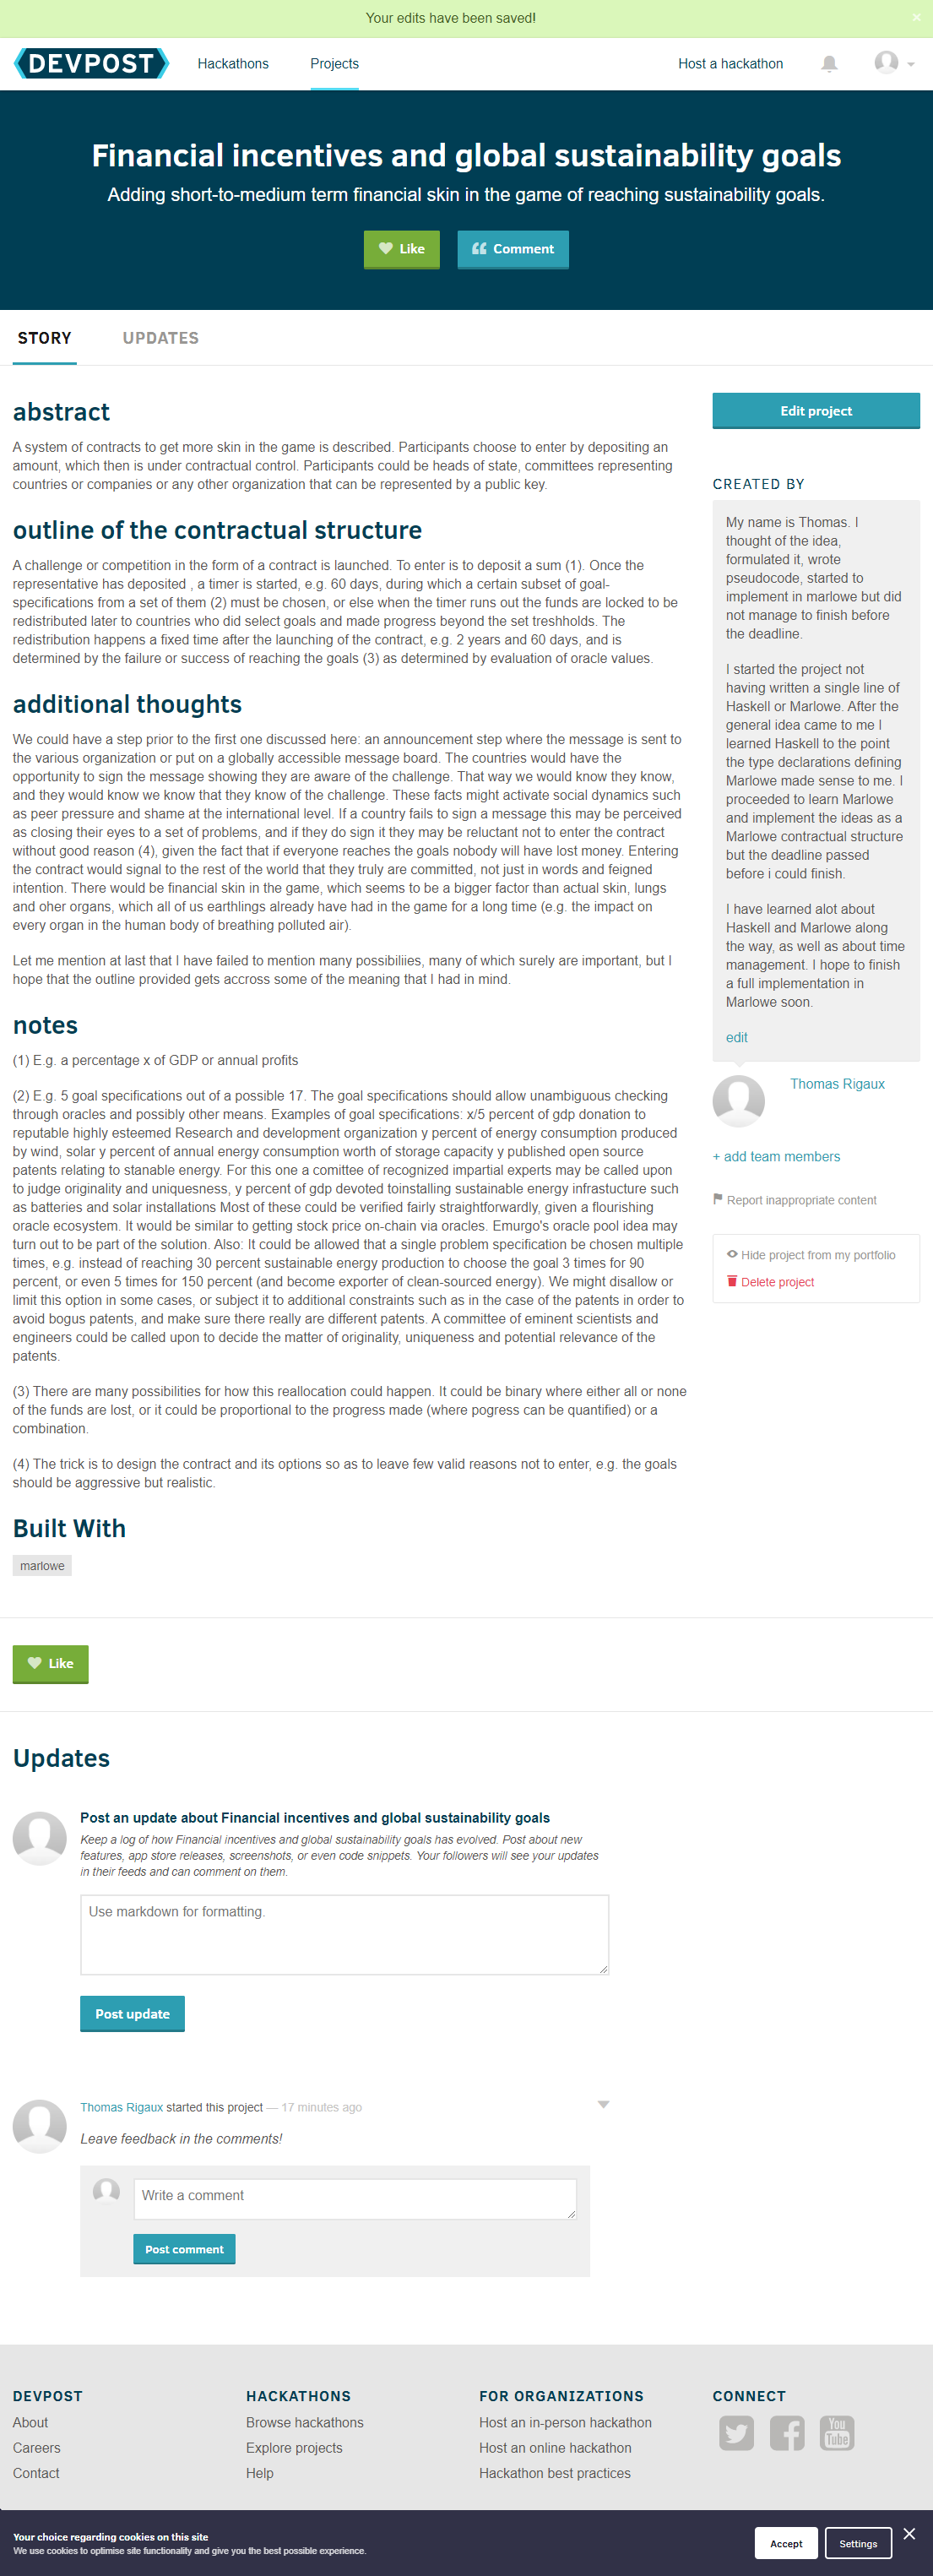 Your edits have been saved!
×
DEVPOST
Hackathons
Projects
Host a hackathon
Financial incentives and global sustainability goals
Adding short-to-medium term financial skin in the game of reaching sustainability goals.
Like
Comment
STORY
UPDATES
abstract
A system of contracts to get more skin in the game is described. Participants choose to enter by depositing an
amount, which then is under contractual control. Participants could be heads of state, committees representing
countries or companies or any other organization that can be represented by a public key.
outline of the contractual structure
A challenge or competition in the form of a contract is launched. To enter is to deposit a sum (1). Once the
representative has deposited , a timer is started, e.g. 60 days, during which a certain subset of goal-
specifications from a set of them (2) must be chosen, or else when the timer runs out the funds are locked to be
redistributed later to countries who did select goals and made progress beyond the set treshholds. The
redistribution happens a fixed time after the launching of the contract, e.g. 2 years and 60 days, and is
determined by the failure or success of reaching the goals (3) as determined by evaluation of oracle values.
additional thoughts
We could have a step prior to the first one discussed here: an announcement step where the message is sent to
the various organization or put on a globally accessible message board. The countries would have the
opportunity to sign the message showing they are aware of the challenge. That way we would know they know,
and they would know we know that they know of the challenge. These facts might activate social dynamics such
as peer pressure and shame at the international level. If a country fails to sign a message this may be perceived
as closing their eyes to a set of problems, and if they do sign it they may be reluctant not to enter the contract
without good reason (4), given the fact that if everyone reaches the goals nobody will have lost money. Entering
the contract would signal to the rest of the world that they truly are committed, not just in words and feigned
intention. There would be financial skin in the game, which seems to be a bigger factor than actual skin, lungs
and oher organs, which all of us earthlings already have had in the game for a long time (e.g. the impact on
every organ in the human body of breathing polluted air).
Let me mention at last that I have failed to mention many possibiliies, many of which surely are important, but I
hope that the outline provided gets accross some of the meaning that I had in mind.
notes
(1) E.g. a percentage x of GDP or annual profits
(2) E.g. 5 goal specifications out of a possible 17. The goal specifications should allow unambiguous checking
through oracles and possibly other means. Examples of goal specifications: x/5 percent of gdp donation to
reputable highly esteemed Research and development organization y percent of energy consumption produced
by wind, solar y percent of annual energy consumption worth of storage capacity y published open source
patents relating to stanable energy. For this one a comittee of recognized impartial experts may be called upon
to judge originality and uniquesness, y percent of gdp devoted toinstalling sustainable energy infrastucture such
as batteries and solar installations Most of these could be verified fairly straightforwardly, given a flourishing
oracle ecosystem. It would be similar to getting stock price on-chain via oracles. Emurgo's oracle pool idea may
turn out to be part of the solution. Also: It could be allowed that a single problem specification be chosen multiple
times, e.g. instead of reaching 30 percent sustainable energy production to choose the goal 3 times for 90
percent, or even 5 times for 150 percent (and become exporter of clean-sourced energy). We might disallow or
limit this option in some cases, or subject it to additional constraints such as in the case of the patents in order to
avoid bogus patents, and make sure there really are different patents. A committee of eminent scientists and
engineers could be called upon to decide the matter of originality, uniqueness and potential relevance of the
patents.
(3) There are many possibilities for how this reallocation could happen. It could be binary where either all or none
of the funds are lost, or it could be proportional to the progress made (where pogress can be quantified) or a
combination.
(4) The trick is to design the contract and its options so as to leave few valid reasons not to enter, e.g. the goals
should be aggressive but realistic.
Built With
marlowe
Edit project
CREATED BY
My name is Thomas. I
thought of the idea,
formulated it, wrote
pseudocode, started to
implement in marlowe but did
not manage to finish before
the deadline.
I started the project not
having written a single line of
Haskell or Marlowe. After the
general idea came to me I
learned Haskell to the point
the type declarations defining
Marlowe made sense to me. I
proceeded to learn Marlowe
and implement the ideas as a
Marlowe contractual structure
but the deadline passed
before i could finish.
I have learned alot about
Haskell and Marlowe along
the way, as well as about time
management. I hope to finish
a full implementation in
Marlowe soon.
edit
Thomas Rigaux
+ add team members
Report inappropriate content
Hide project from my portfolio
Delete project
Like
Updates
Post an update about Financial incentives and global sustainability goals
Keep a log of how Financial incentives and global sustainability goals has evolved. Post about new
features, app store releases, screenshots, or even code snippets. Your followers will see your updates
in their feeds and can comment on them.
Use markdown for formatting.
Post update
Thomas Rigaux started this project — 17 minutes ago
Leave feedback in the comments!
Write a comment
Post comment
DEVPOST
About
Careers
Contact
HACKATHONS
Browse hackathons
Explore projects
Help
FOR ORGANIZATIONS
Host an in-person hackathon
Host an online hackathon
Hackathon best practices
CONNECT
You
Tube
Your choice regarding cookies on this site
We use cookies to optimise site functionality and give you the best possible experience.
Accept
Settings